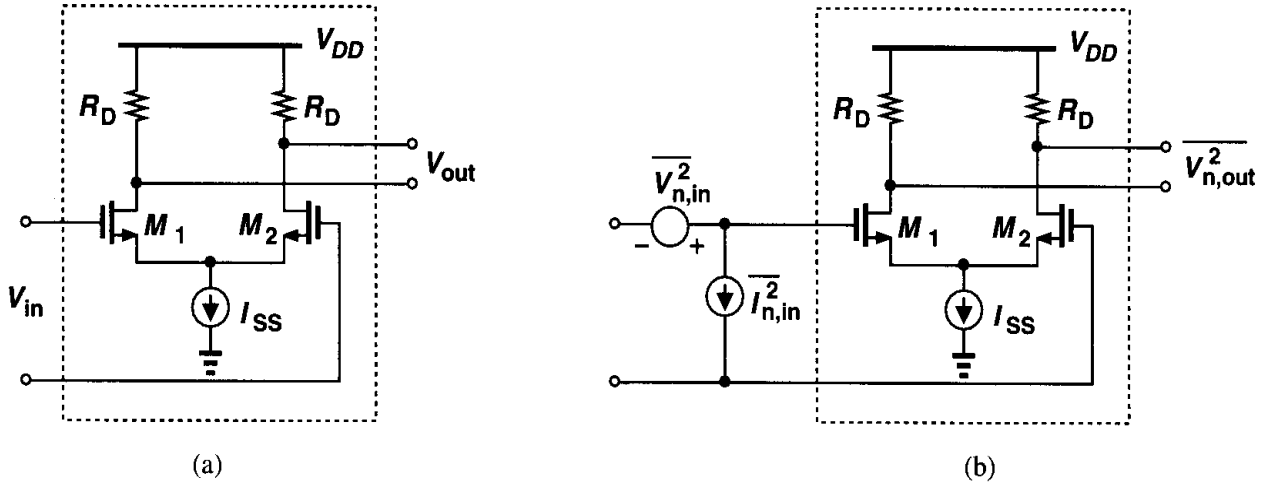 V_DD
R_D
R_D
V_out
M_1
M_2
V_in
I_SS
(a)
V_DD
R_D
R_D
\overline{V^2_{n,out}}
\overline{V^2_{n,in}}
− +
M_1
M_2
\overline{I^2_{n,in}}
I_SS
(b)